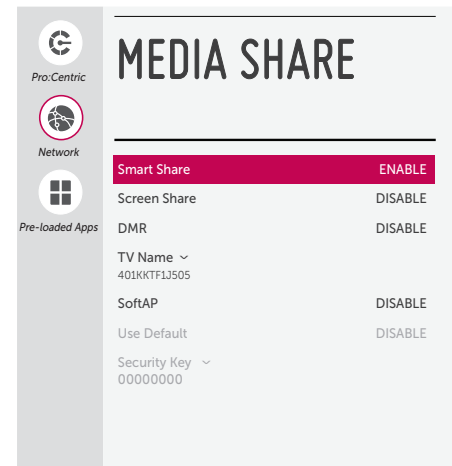 Pro:Centric
Network
Pre-loaded Apps
MEDIA SHARE
Smart Share ENABLE
Screen Share DISABLE
DMR DISABLE
TV Name
401KKTF1J505
SoftAP DISABLE
Use Default DISABLE
Security Key
00000000